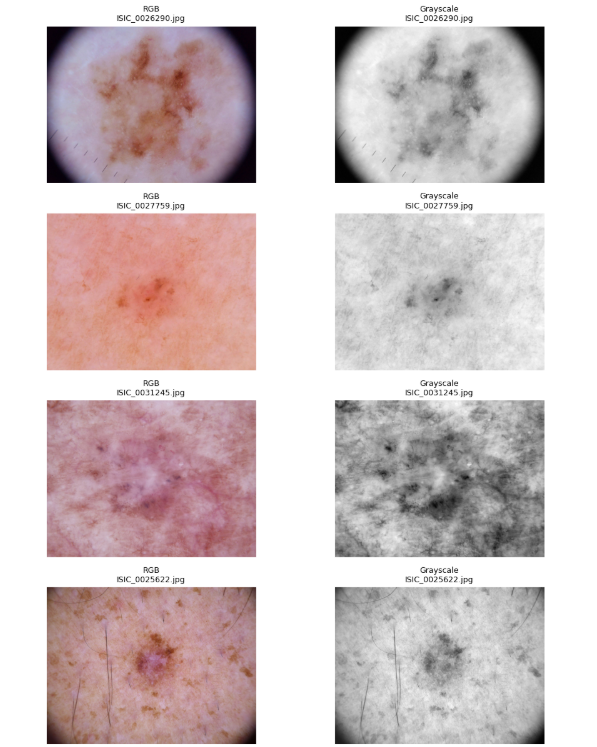 RGB
ISIC_0026290.jpg
Grayscale
ISIC_0026290.jpg
RGB
ISIC_0027759.jpg
Grayscale
ISIC_0027759.jpg
RGB
ISIC_0031245.jpg
Grayscale
ISIC_0031245.jpg
RGB
ISIC_0025622.jpg
Grayscale
ISIC_0025622.jpg